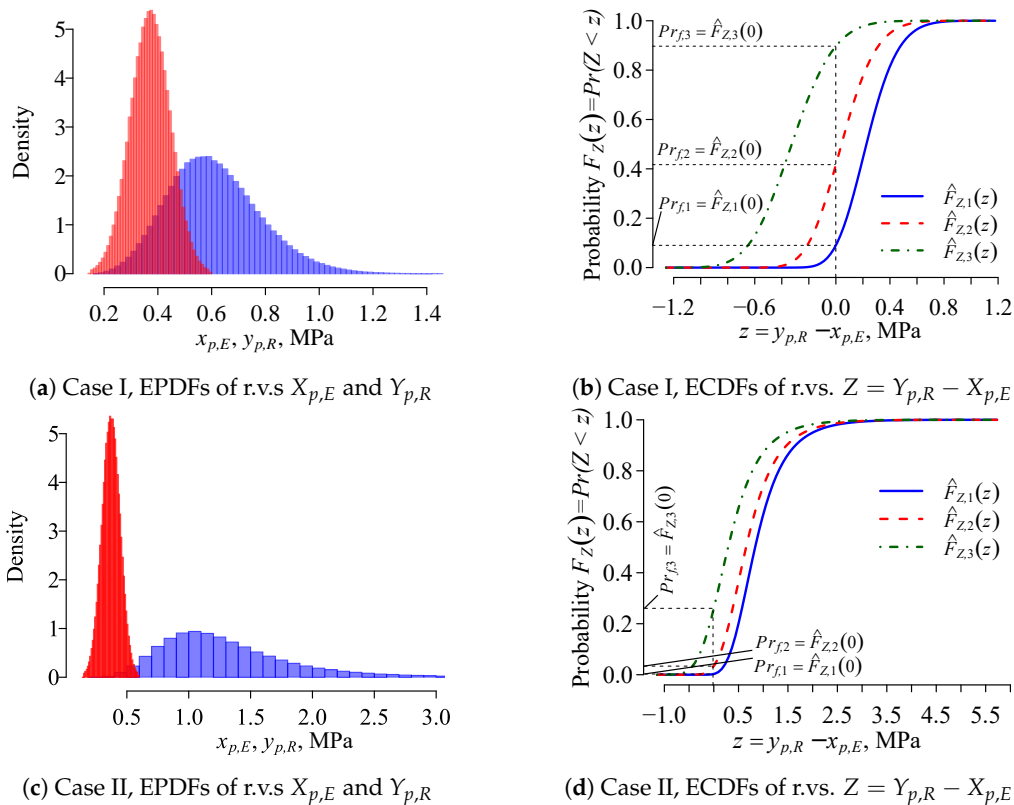 5
4
3
2
1
0
Density
0.2 0.4 0.6 0.8 1.0 1.2 1.4
x_{p,E}, y_{p,R}, MPa
(a) Case I, EPDFs of r.v.s X_{p,E} and Y_{p,R}
1.0
0.8
0.6
0.4
0.2
0.0
Probability F_Z(z)=Pr(Z < z)
Pr_{f,3} = F̂_{Z,3}(0)
Pr_{f,2} = F̂_{Z,2}(0)
Pr_{f,1} = F̂_{Z,1}(0)
F̂_{Z,1}(z)
F̂_{Z,2}(z)
F̂_{Z,3}(z)
−1.2 −0.6 0.0 0.6 1.2
z = y_{p,R} −x_{p,E}, MPa
(b) Case I, ECDFs of r.vs. Z = Y_{p,R} − X_{p,E}
5
4
3
2
1
0
Density
0.5 1.0 1.5 2.0 2.5 3.0
x_{p,E}, y_{p,R}, MPa
(c) Case II, EPDFs of r.v.s X_{p,E} and Y_{p,R}
1.0
0.8
0.6
0.4
0.2
0.0
Probability F_Z(z)=Pr(Z < z)
Pr_{f,3} = F̂_{Z,3}(0)
F̂_{Z,1}(z)
F̂_{Z,2}(z)
F̂_{Z,3}(z)
Pr_{f,2} = F̂_{Z,2}(0)
Pr_{f,1} = F̂_{Z,1}(0)
−1.0 0.5 1.5 2.5 3.5 4.5 5.5
z = y_{p,R} −x_{p,E}, MPa
(d) Case II, ECDFs of r.vs. Z = Y_{p,R} − X_{p,E}